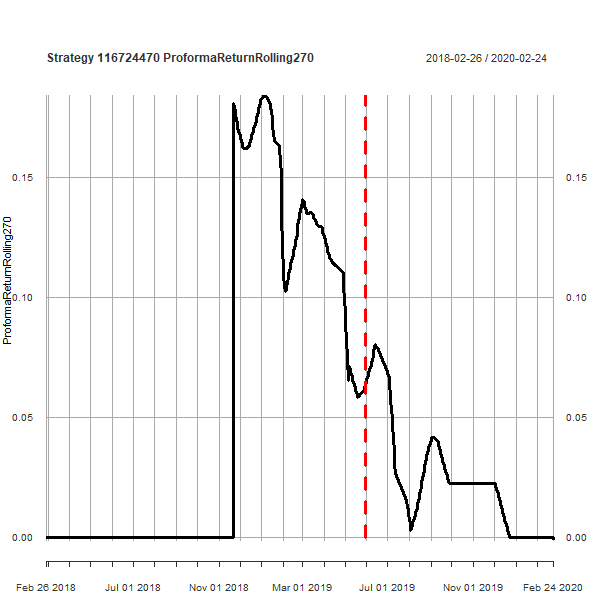 Strategy 116724470 ProformaReturnRolling270
2018-02-26 / 2020-02-24
ProformaReturnRolling270
0.15
0.15
0.10
0.10
0.05
0.05
0.00
0.00
Feb 26 2018
Jul 01 2018
Nov 01 2018
Mar 01 2019
Jul 01 2019
Nov 01 2019
Feb 24 2020